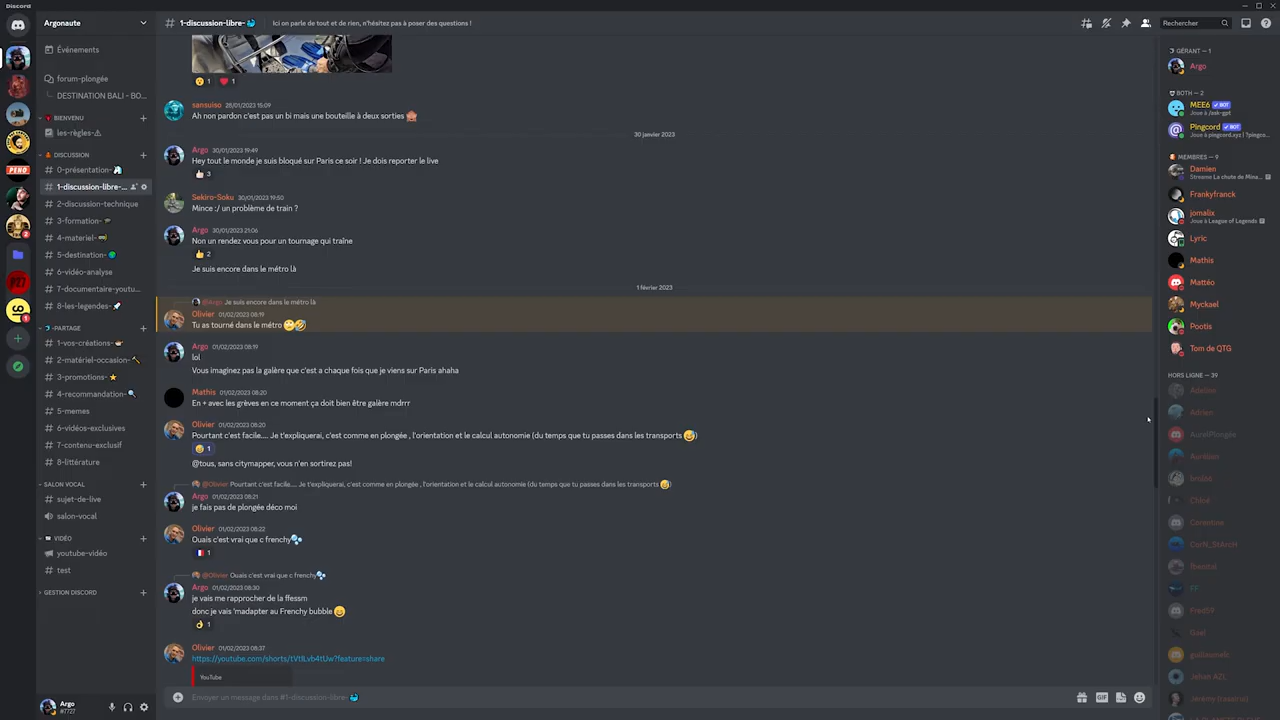 Discord
Argonaute
Événements
forum-plongée
DESTINATION BALI - BO...
BIENVENU
les-règles-
DISCUSSION
0-présentation-
1-discussion-libre-...
2-discussion-technique
3-formation-
4-materiel-
5-destination-
6-vidéo-analyse
7-documentaire-youtu...
8-les-legendes-
-PARTAGE
1-vos-créations-
2-matériel-occasion-
3-promotions-
4-recommandation-
5-memes
6-vidéos-exclusives
7-contenu-exclusif
8-littérature
SALON VOCAL
sujet-de-live
salon-vocal
VIDÉO
youtube-vidéo
test
GESTION DISCORD
Argo
#7727
1-discussion-libre-
Ici on parle de tout et de rien, n'hésitez pas à poser des questions !
Rechercher
1 1
sansuiso 28/01/2023 15:09
Ah non pardon c'est pas un bi mais une bouteille à deux sorties
30 janvier 2023
Argo 30/01/2023 19:49
Hey tout le monde je suis bloqué sur Paris ce soir ! Je dois reporter le live
3
Sekiro-Soku 30/01/2023 19:50
Mince :/ un problème de train ?
Argo 30/01/2023 21:06
Non un rendez vous pour un tournage qui traîne
2
Je suis encore dans le métro là
1 février 2023
@Argo Je suis encore dans le métro là
Olivier 01/02/2023 08:19
Tu as tourné dans le métro
Argo 01/02/2023 08:19
lol
Vous imaginez pas la galère que c'est a chaque fois que je viens sur Paris ahaha
Mathis 01/02/2023 08:20
En + avec les grèves en ce moment ça doit bien être galère mdrrr
Olivier 01/02/2023 08:20
Pourtant c'est facile.... Je t'expliquerai, c'est comme en plongée , l'orientation et le calcul autonomie (du temps que tu passes dans les transports )
1
@tous, sans citymapper, vous n'en sortirez pas!
@Olivier Pourtant c'est facile.... Je t'expliquerai, c'est comme en plongée , l'orientation et le calcul autonomie (du temps que tu passes dans les transports )
Argo 01/02/2023 08:21
je fais pas de plongée déco moi
Olivier 01/02/2023 08:22
Ouais c'est vrai que c frenchy
1
@Olivier Ouais c'est vrai que c frenchy
Argo 01/02/2023 08:30
je vais me rapprocher de la ffessm
donc je vais 'madapter au Frenchy bubble
1
Olivier 01/02/2023 08:37
https://youtube.com/shorts/tVt1Lvb4tUw?feature=share
YouTube
Envoyer un message dans #1-discussion-libre-
GIF
GÉRANT — 1
Argo
BOTH — 2
MEE6 BOT
Joue à /ask-gpt
Pingcord BOT
Joue à pingcord.xyz | ?pingco...
MEMBRES — 9
Damien
Streame La chute de Mina...
Frankyfranck
jomalix
Joue à League of Legends
Lyric
Mathis
Mattéo
Myckael
Pootis
Tom de QTG
HORS LIGNE — 39
Adelien
Adrien
AurelPlongée
Aurélien
bro666
Chloé
Corentine
CorN_StArcH
fbenital
FF
Fred59
Gael
guillaumefc
Jehan AZL